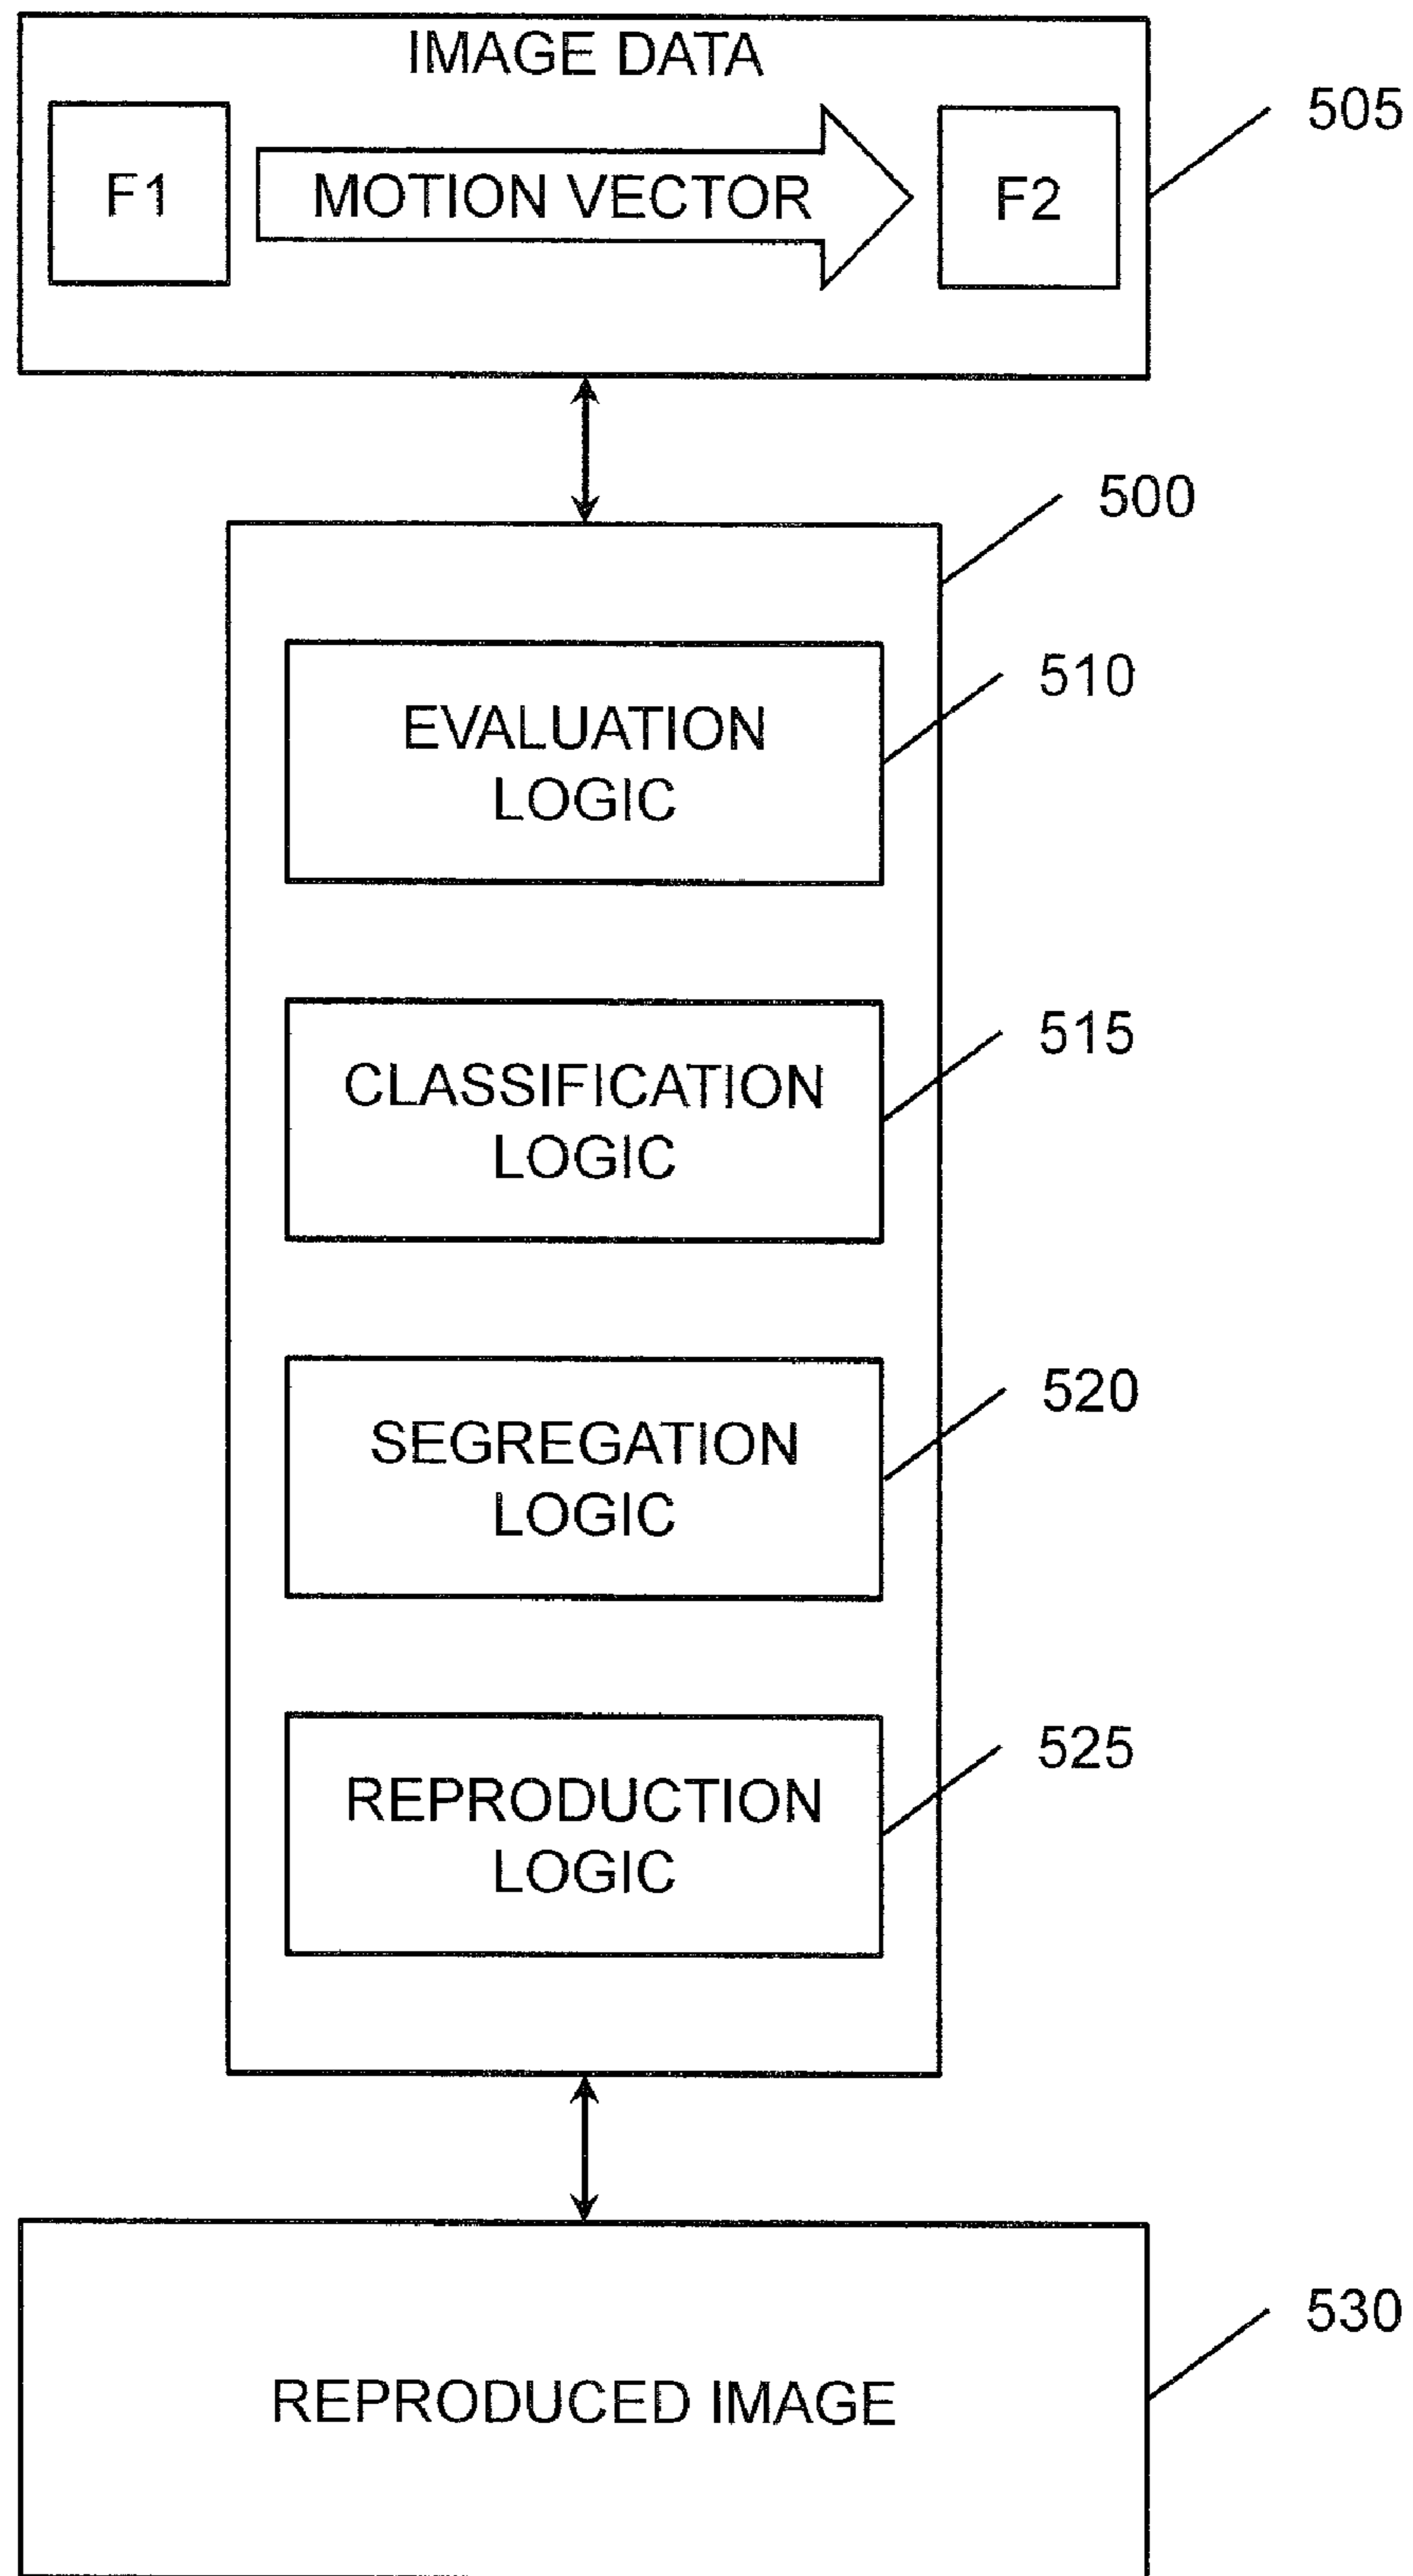 IMAGE DATA
505
F1
MOTION VECTOR
F2
500
510
EVALUATION
LOGIC
515
CLASSIFICATION
LOGIC
520
SEGREGATION
LOGIC
525
REPRODUCTION
LOGIC
530
REPRODUCED IMAGE